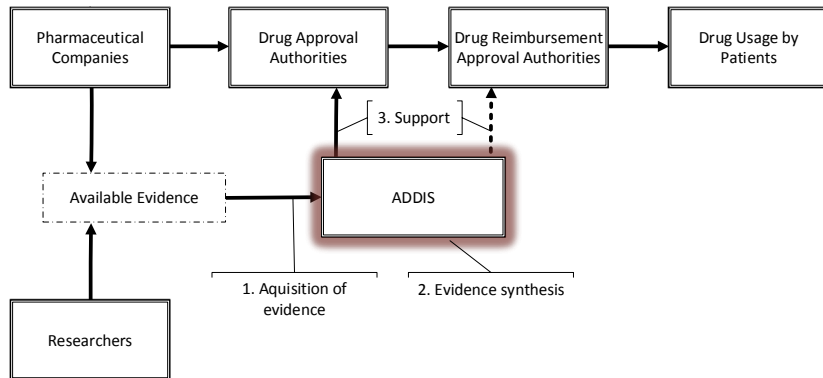 Pharmaceutical
Companies
Drug Approval
Authorities
Drug Reimbursement
Approval Authorities
Drug Usage by
Patients
3. Support
Available Evidence
ADDIS
1. Aquisition of
evidence
2. Evidence synthesis
Researchers